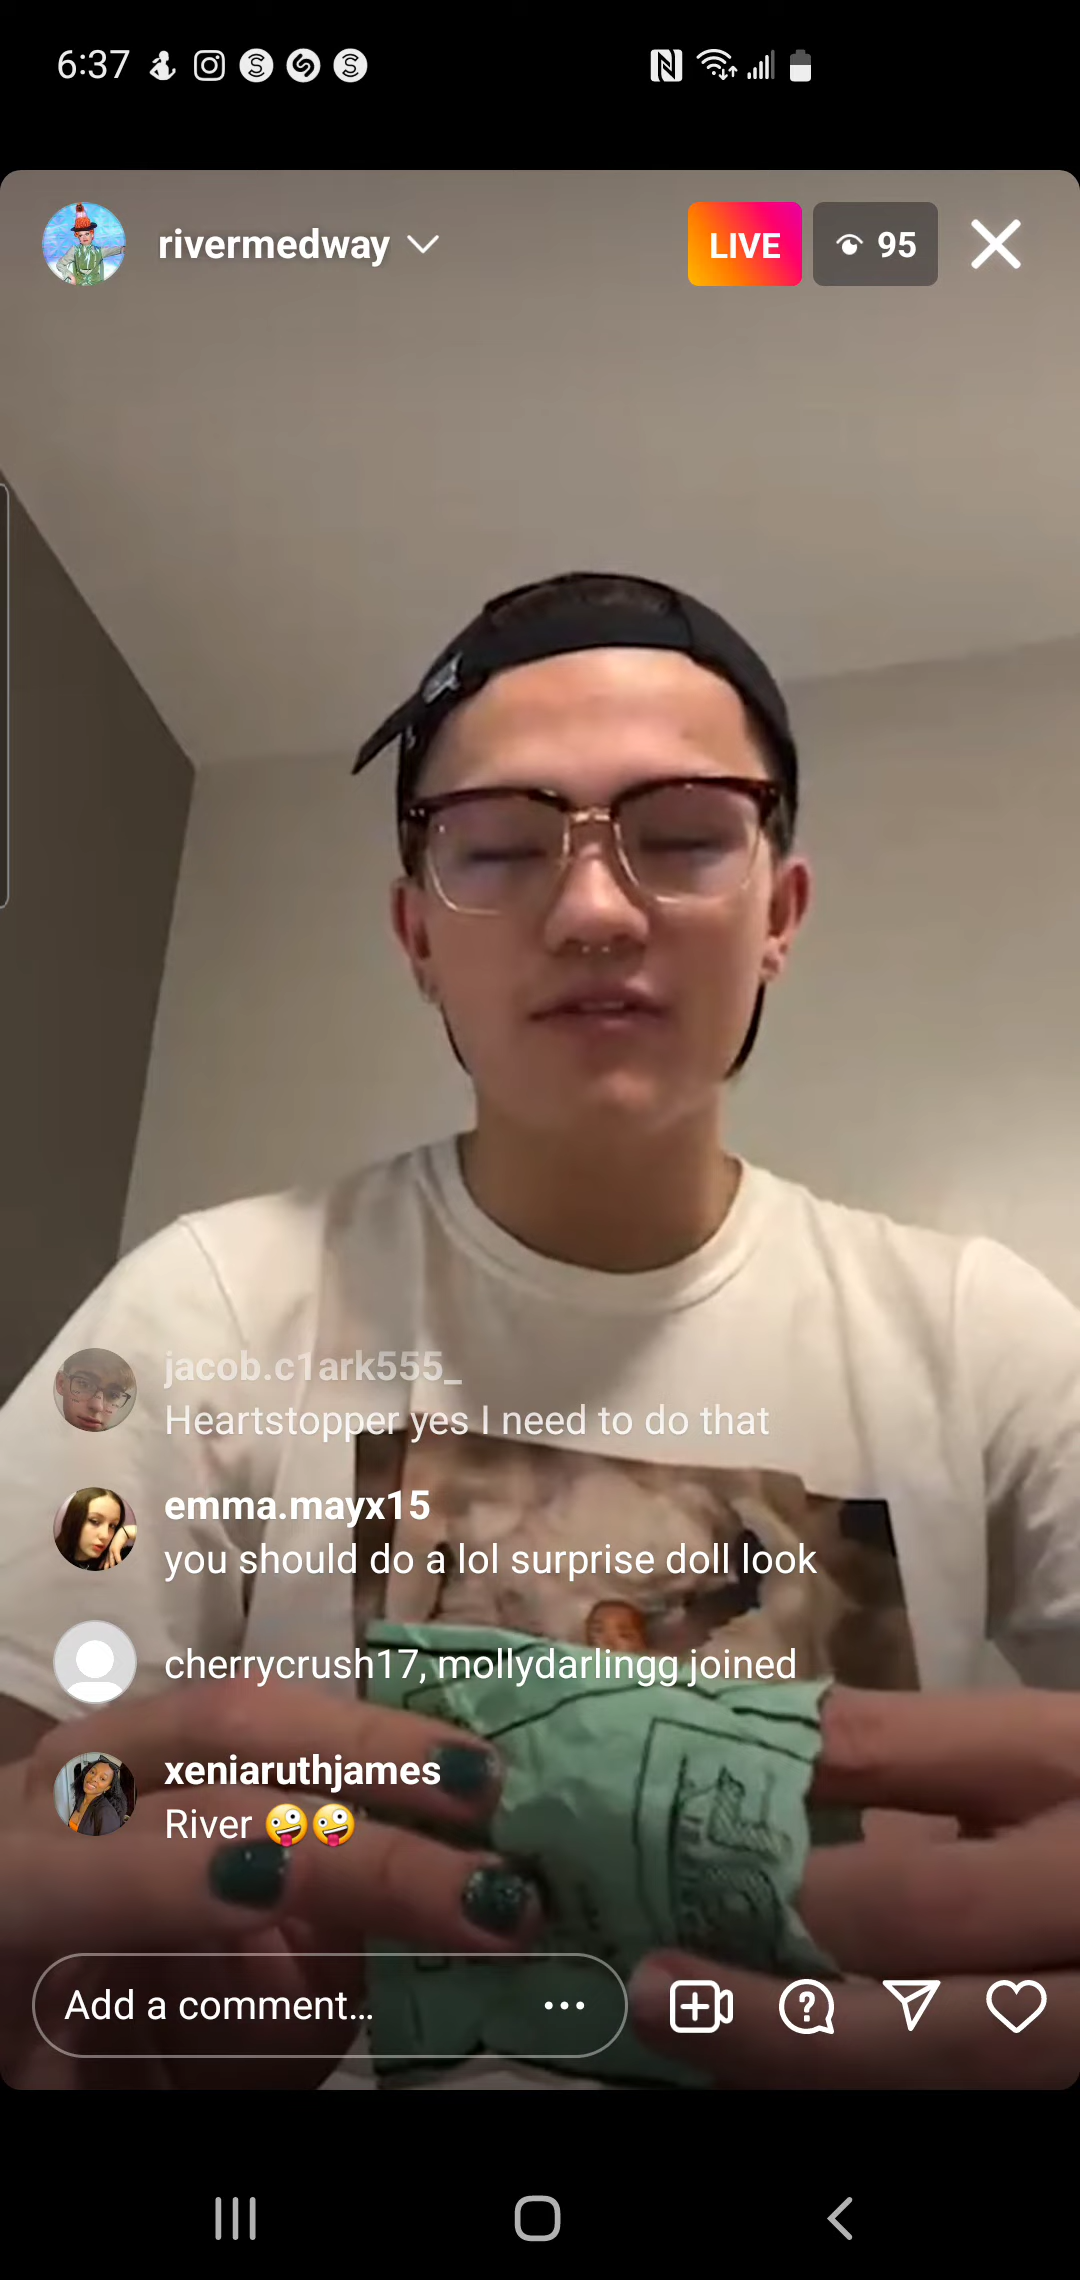 6:37
rivermedway
LIVE
95
jacob.c1ark555_
Heartstopper yes I need to do that
emma.mayx15
you should do a lol surprise doll look
cherrycrush17, mollydarlingg joined
xeniaruthjames
River 🤪🤪
Add a comment...